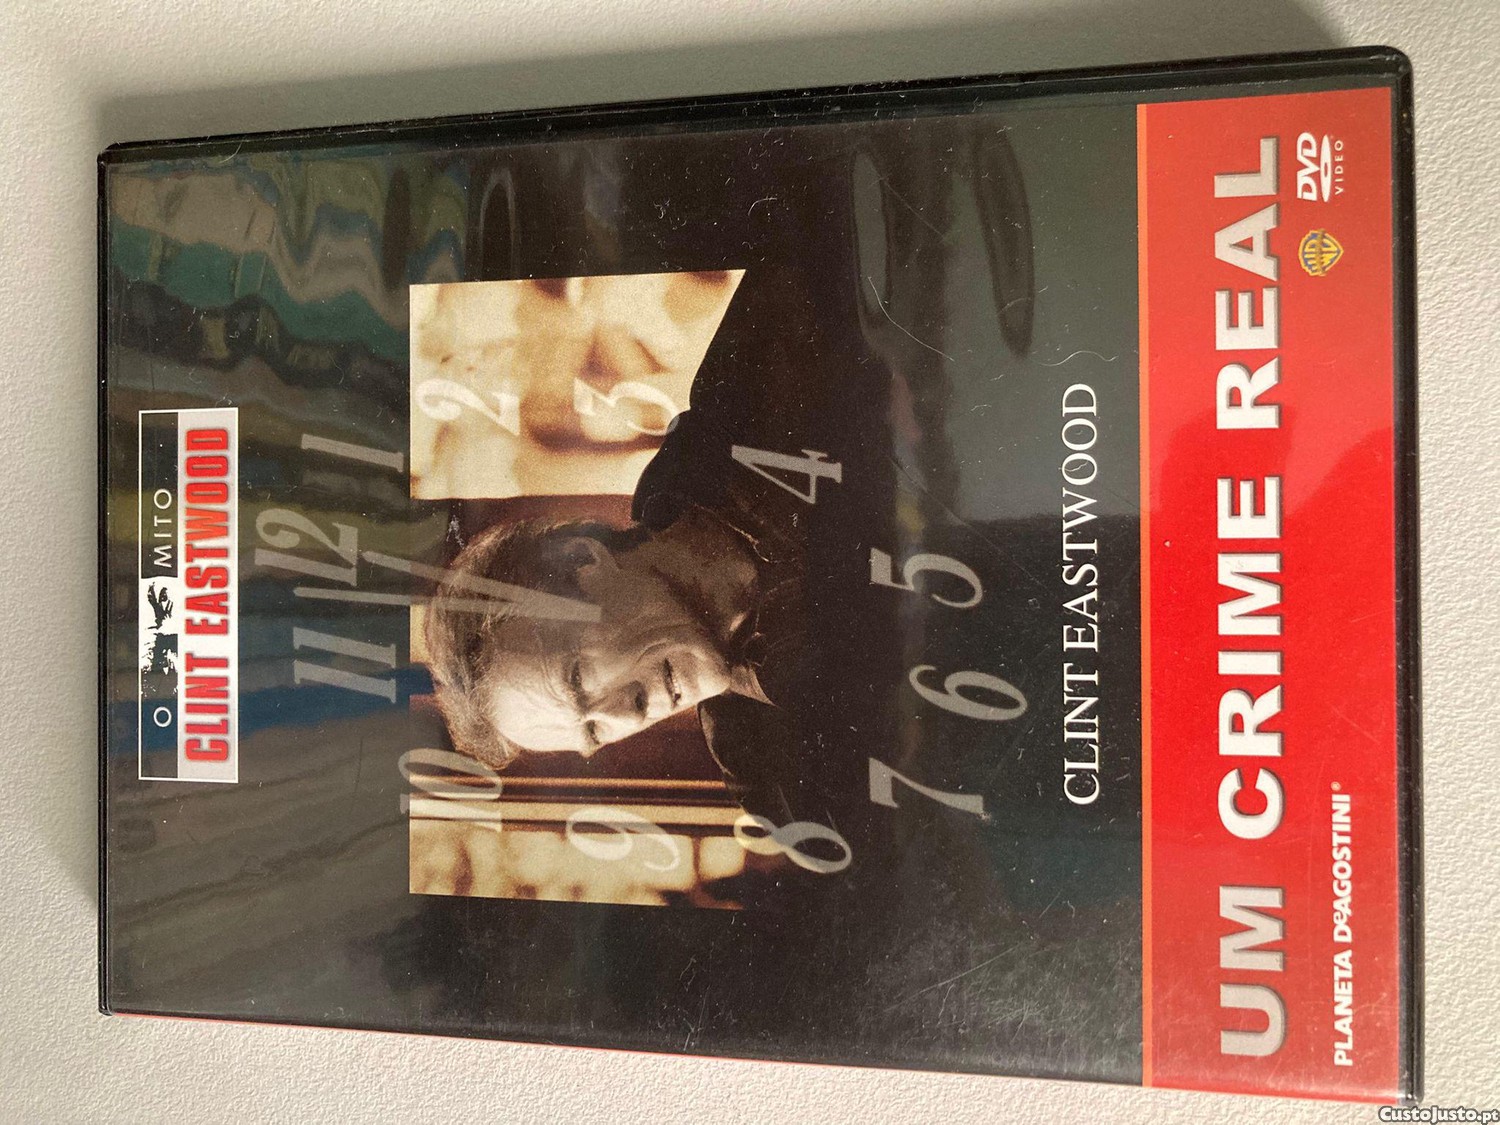 O MITO
CLINT EASTWOOD
12
11
1
10
2
9
3
8
4
7
5
6
CLINT EASTWOOD
UM CRIME REAL
PLANETA DeAGOSTINI®
WB
DVD
VIDEO
CustoJusto.pt